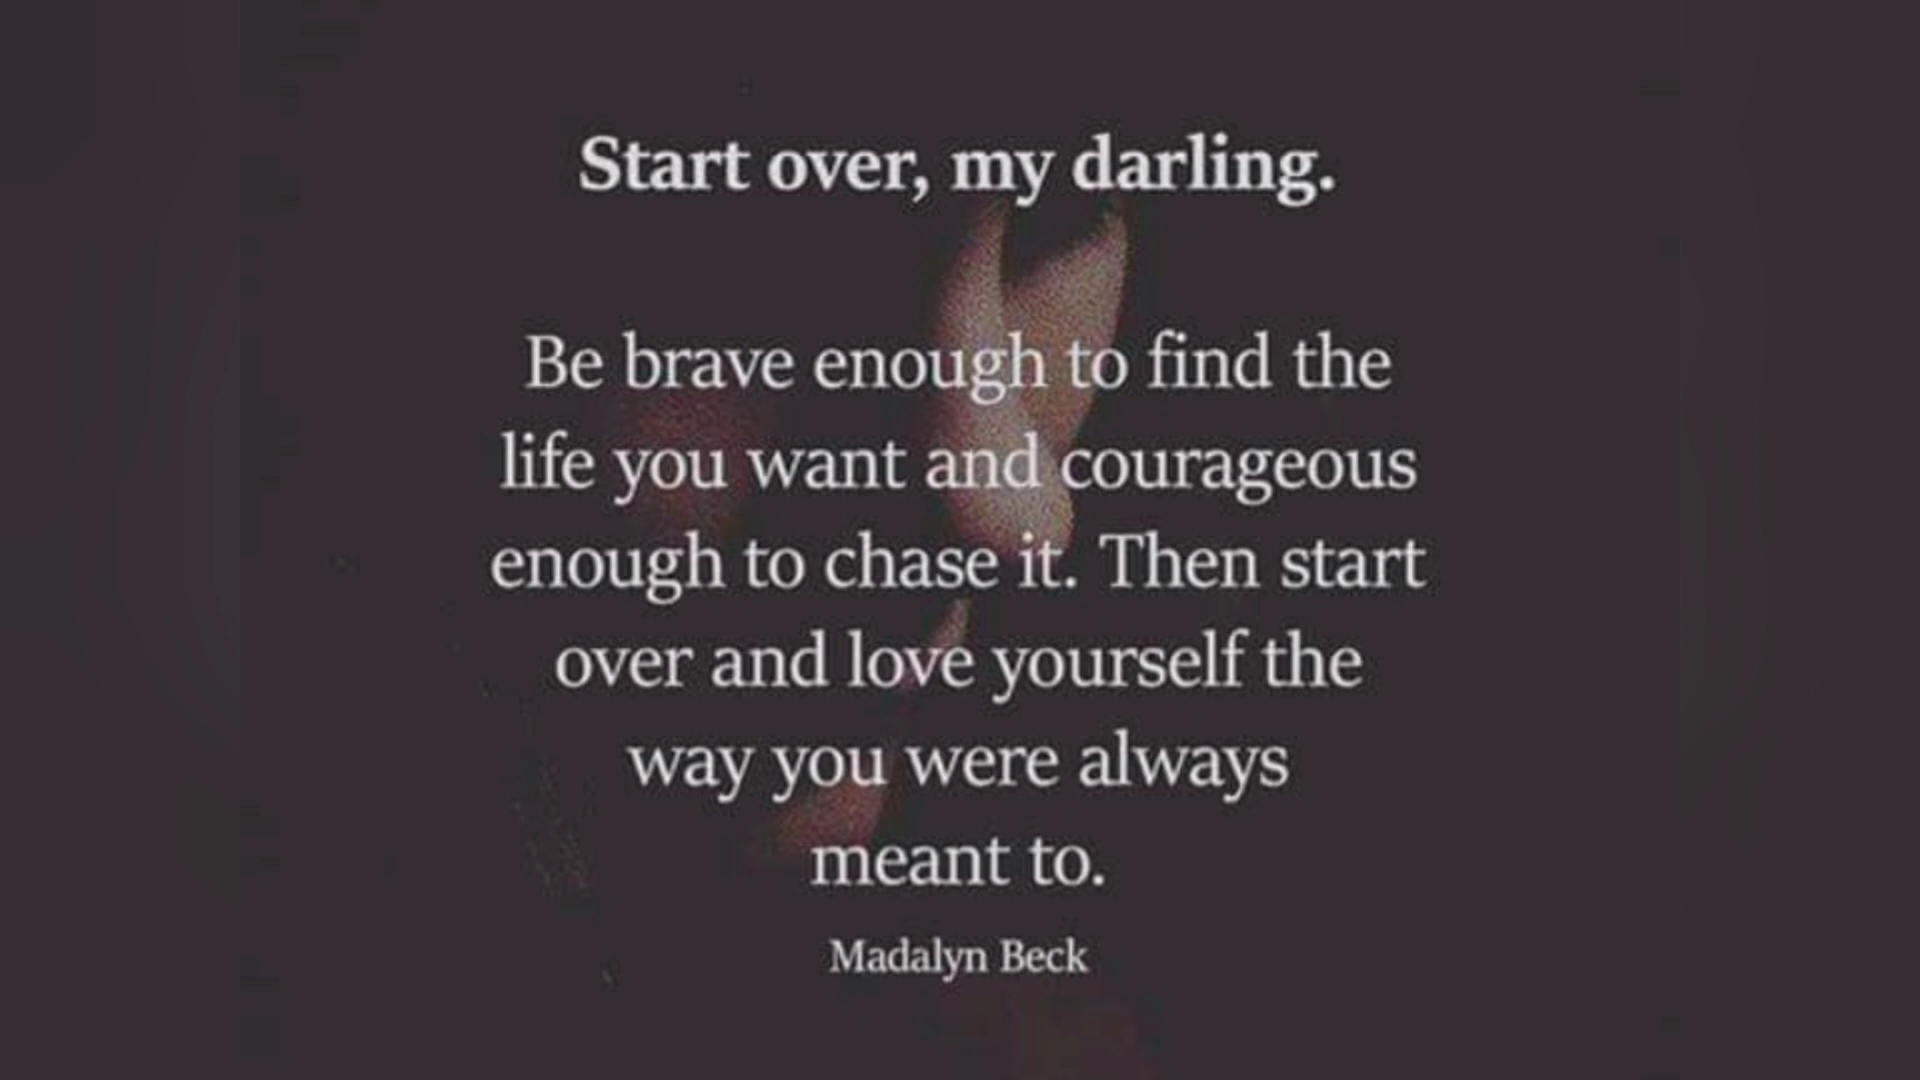 Start over, my darling.
Be brave enough to find the
life you want and courageous
enough to chase it. Then start
over and love yourself the
way you were always
meant to.
Madalyn Beck